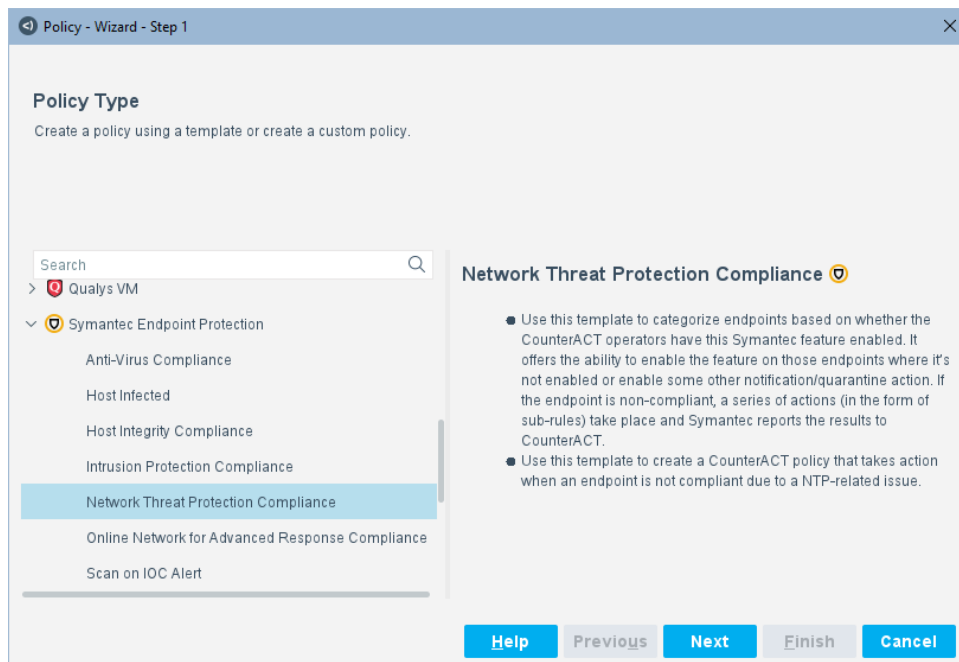 Policy - Wizard - Step 1
Policy Type
Create a policy using a template or create a custom policy.
Search
Qualys VM
Symantec Endpoint Protection
Anti-Virus Compliance
Host Infected
Host Integrity Compliance
Intrusion Protection Compliance
Network Threat Protection Compliance
Online Network for Advanced Response Compliance
Scan on IOC Alert
Network Threat Protection Compliance
Use this template to categorize endpoints based on whether the
CounterACT operators have this Symantec feature enabled. It
offers the ability to enable the feature on those endpoints where it's
not enabled or enable some other notification/quarantine action. If
the endpoint is non-compliant, a series of actions (in the form of
sub-rules) take place and Symantec reports the results to
CounterACT.
Use this template to create a CounterACT policy that takes action
when an endpoint is not compliant due to a NTP-related issue.
Help Previous Next Finish Cancel